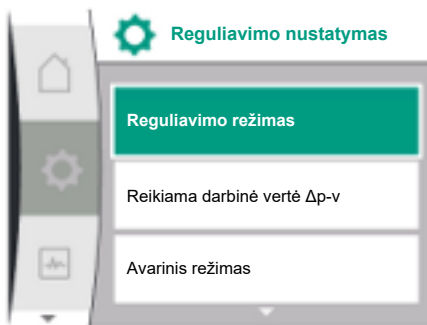 Reguliavimo nustatymas
Reguliavimo režimas
Reikiama darbinė vertė Δp-v
Avarinis režimas